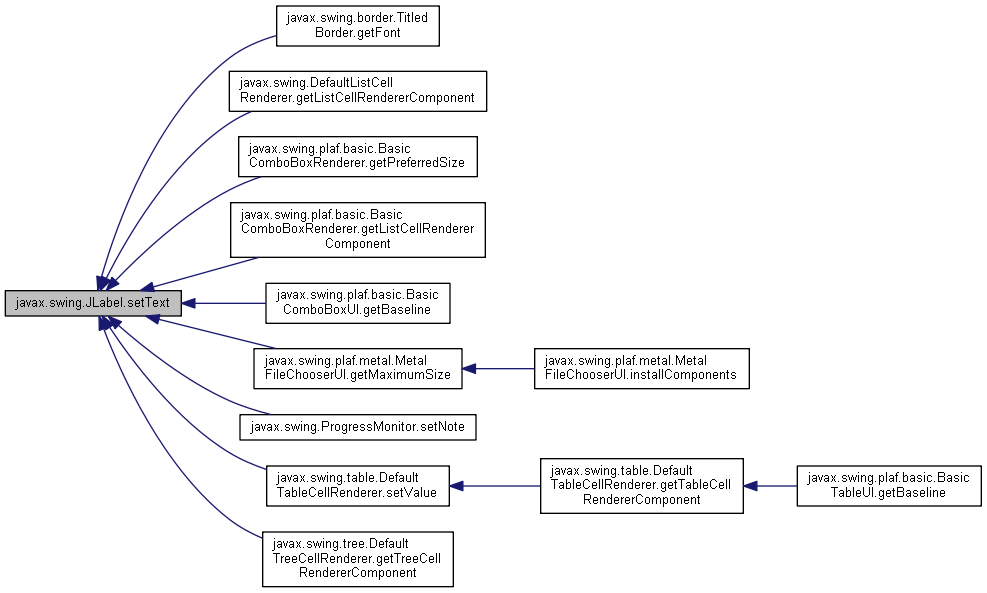 javax.swing.border.Titled
Border.getFont
javax.swing.DefaultListCell
Renderer.getListCellRendererComponent
javax.swing.plaf.basic.Basic
ComboBoxRenderer.getPreferredSize
javax.swing.plaf.basic.Basic
ComboBoxRenderer.getListCellRenderer
Component
javax.swing.JLabel.setText
javax.swing.plaf.basic.Basic
ComboBoxUI.getBaseline
javax.swing.plaf.metal.Metal
FileChooserUI.getMaximumSize
javax.swing.plaf.metal.Metal
FileChooserUI.installComponents
javax.swing.ProgressMonitor.setNote
javax.swing.table.Default
TableCellRenderer.setValue
javax.swing.table.Default
TableCellRenderer.getTableCell
RendererComponent
javax.swing.plaf.basic.Basic
TableUI.getBaseline
javax.swing.tree.Default
TreeCellRenderer.getTreeCell
RendererComponent